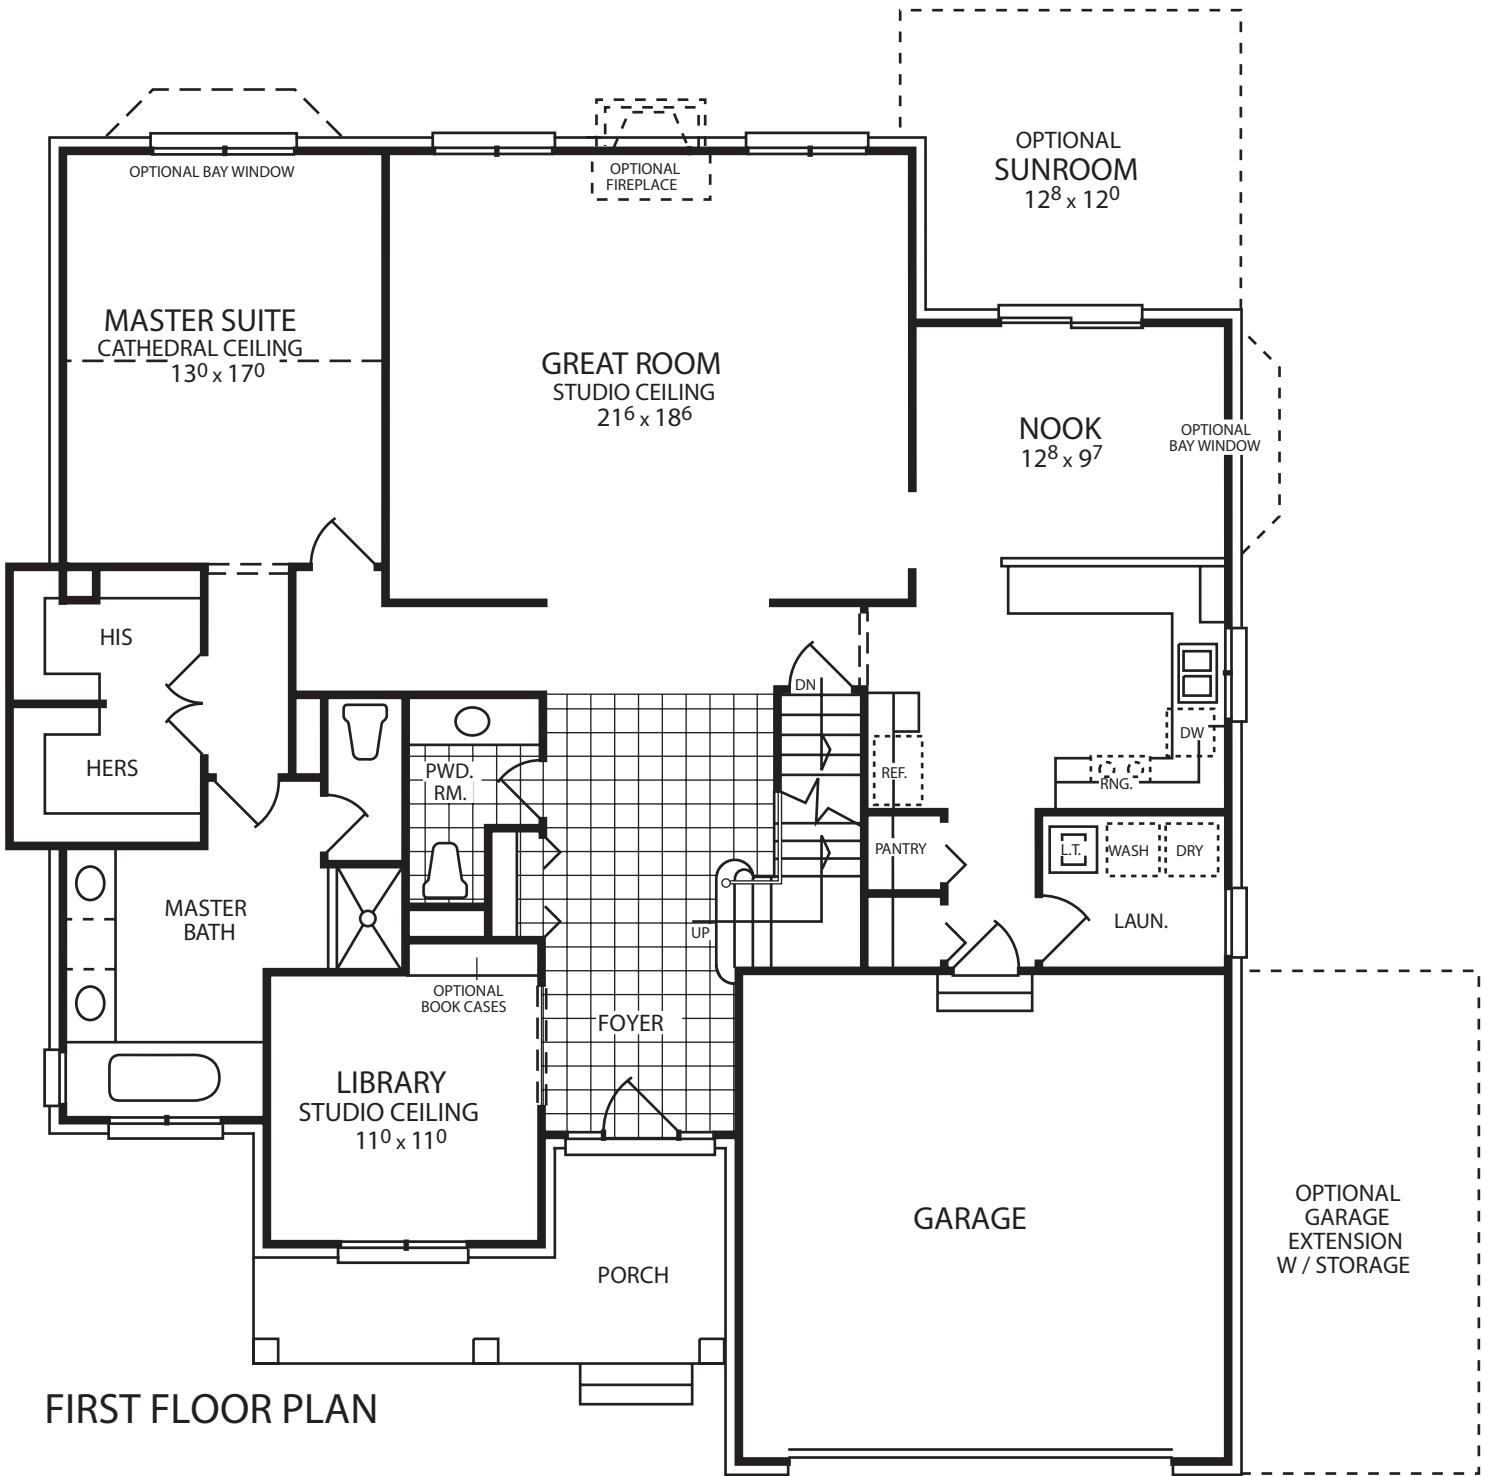 OPTIONAL
SUNROOM
12⁸ x 12⁰
OPTIONAL BAY WINDOW
OPTIONAL
FIREPLACE
MASTER SUITE
CATHEDRAL CEILING
13⁰ x 17⁰
GREAT ROOM
STUDIO CEILING
21⁶ x 18⁶
NOOK
12⁸ x 9⁷
OPTIONAL
BAY WINDOW
HIS
HERS
DN
PWD.
RM.
REF.
DW
RNG.
PANTRY
L.T.
WASH
DRY
MASTER
BATH
UP
LAUN.
OPTIONAL
BOOK CASES
FOYER
LIBRARY
STUDIO CEILING
11⁰ x 11⁰
GARAGE
OPTIONAL
GARAGE
EXTENSION
W / STORAGE
PORCH
FIRST FLOOR PLAN